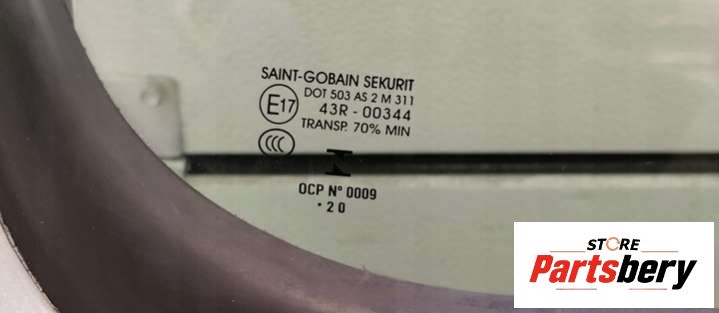 SAINT-GOBAIN SEKURIT
DOT 503 AS 2 M 311
E17 43R - 00344
TRANSP. 70% MIN
CCC
OCP N° 0009
· 2 0
STORE
Partsbery